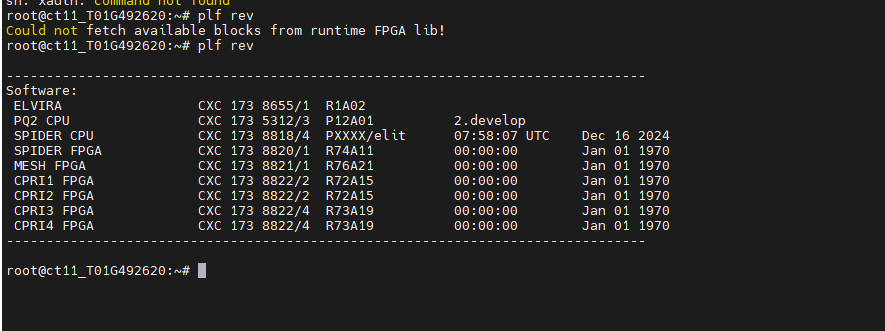 sh: xauth: command not found
root@ct11_T01G492620:~# plf rev
Could not fetch available blocks from runtime FPGA lib!
root@ct11_T01G492620:~# plf rev
--------------------------------------------------------------------------------
Software:
ELVIRA CXC 173 8655/1 R1A02
PQ2 CPU CXC 173 5312/3 P12A01 2.develop
SPIDER CPU CXC 173 8818/4 PXXXX/elit 07:58:07 UTC Dec 16 2024
SPIDER FPGA CXC 173 8820/1 R74A11 00:00:00 Jan 01 1970
MESH FPGA CXC 173 8821/1 R76A21 00:00:00 Jan 01 1970
CPRI1 FPGA CXC 173 8822/2 R72A15 00:00:00 Jan 01 1970
CPRI2 FPGA CXC 173 8822/2 R72A15 00:00:00 Jan 01 1970
CPRI3 FPGA CXC 173 8822/4 R73A19 00:00:00 Jan 01 1970
CPRI4 FPGA CXC 173 8822/4 R73A19 00:00:00 Jan 01 1970
--------------------------------------------------------------------------------
root@ct11_T01G492620:~#